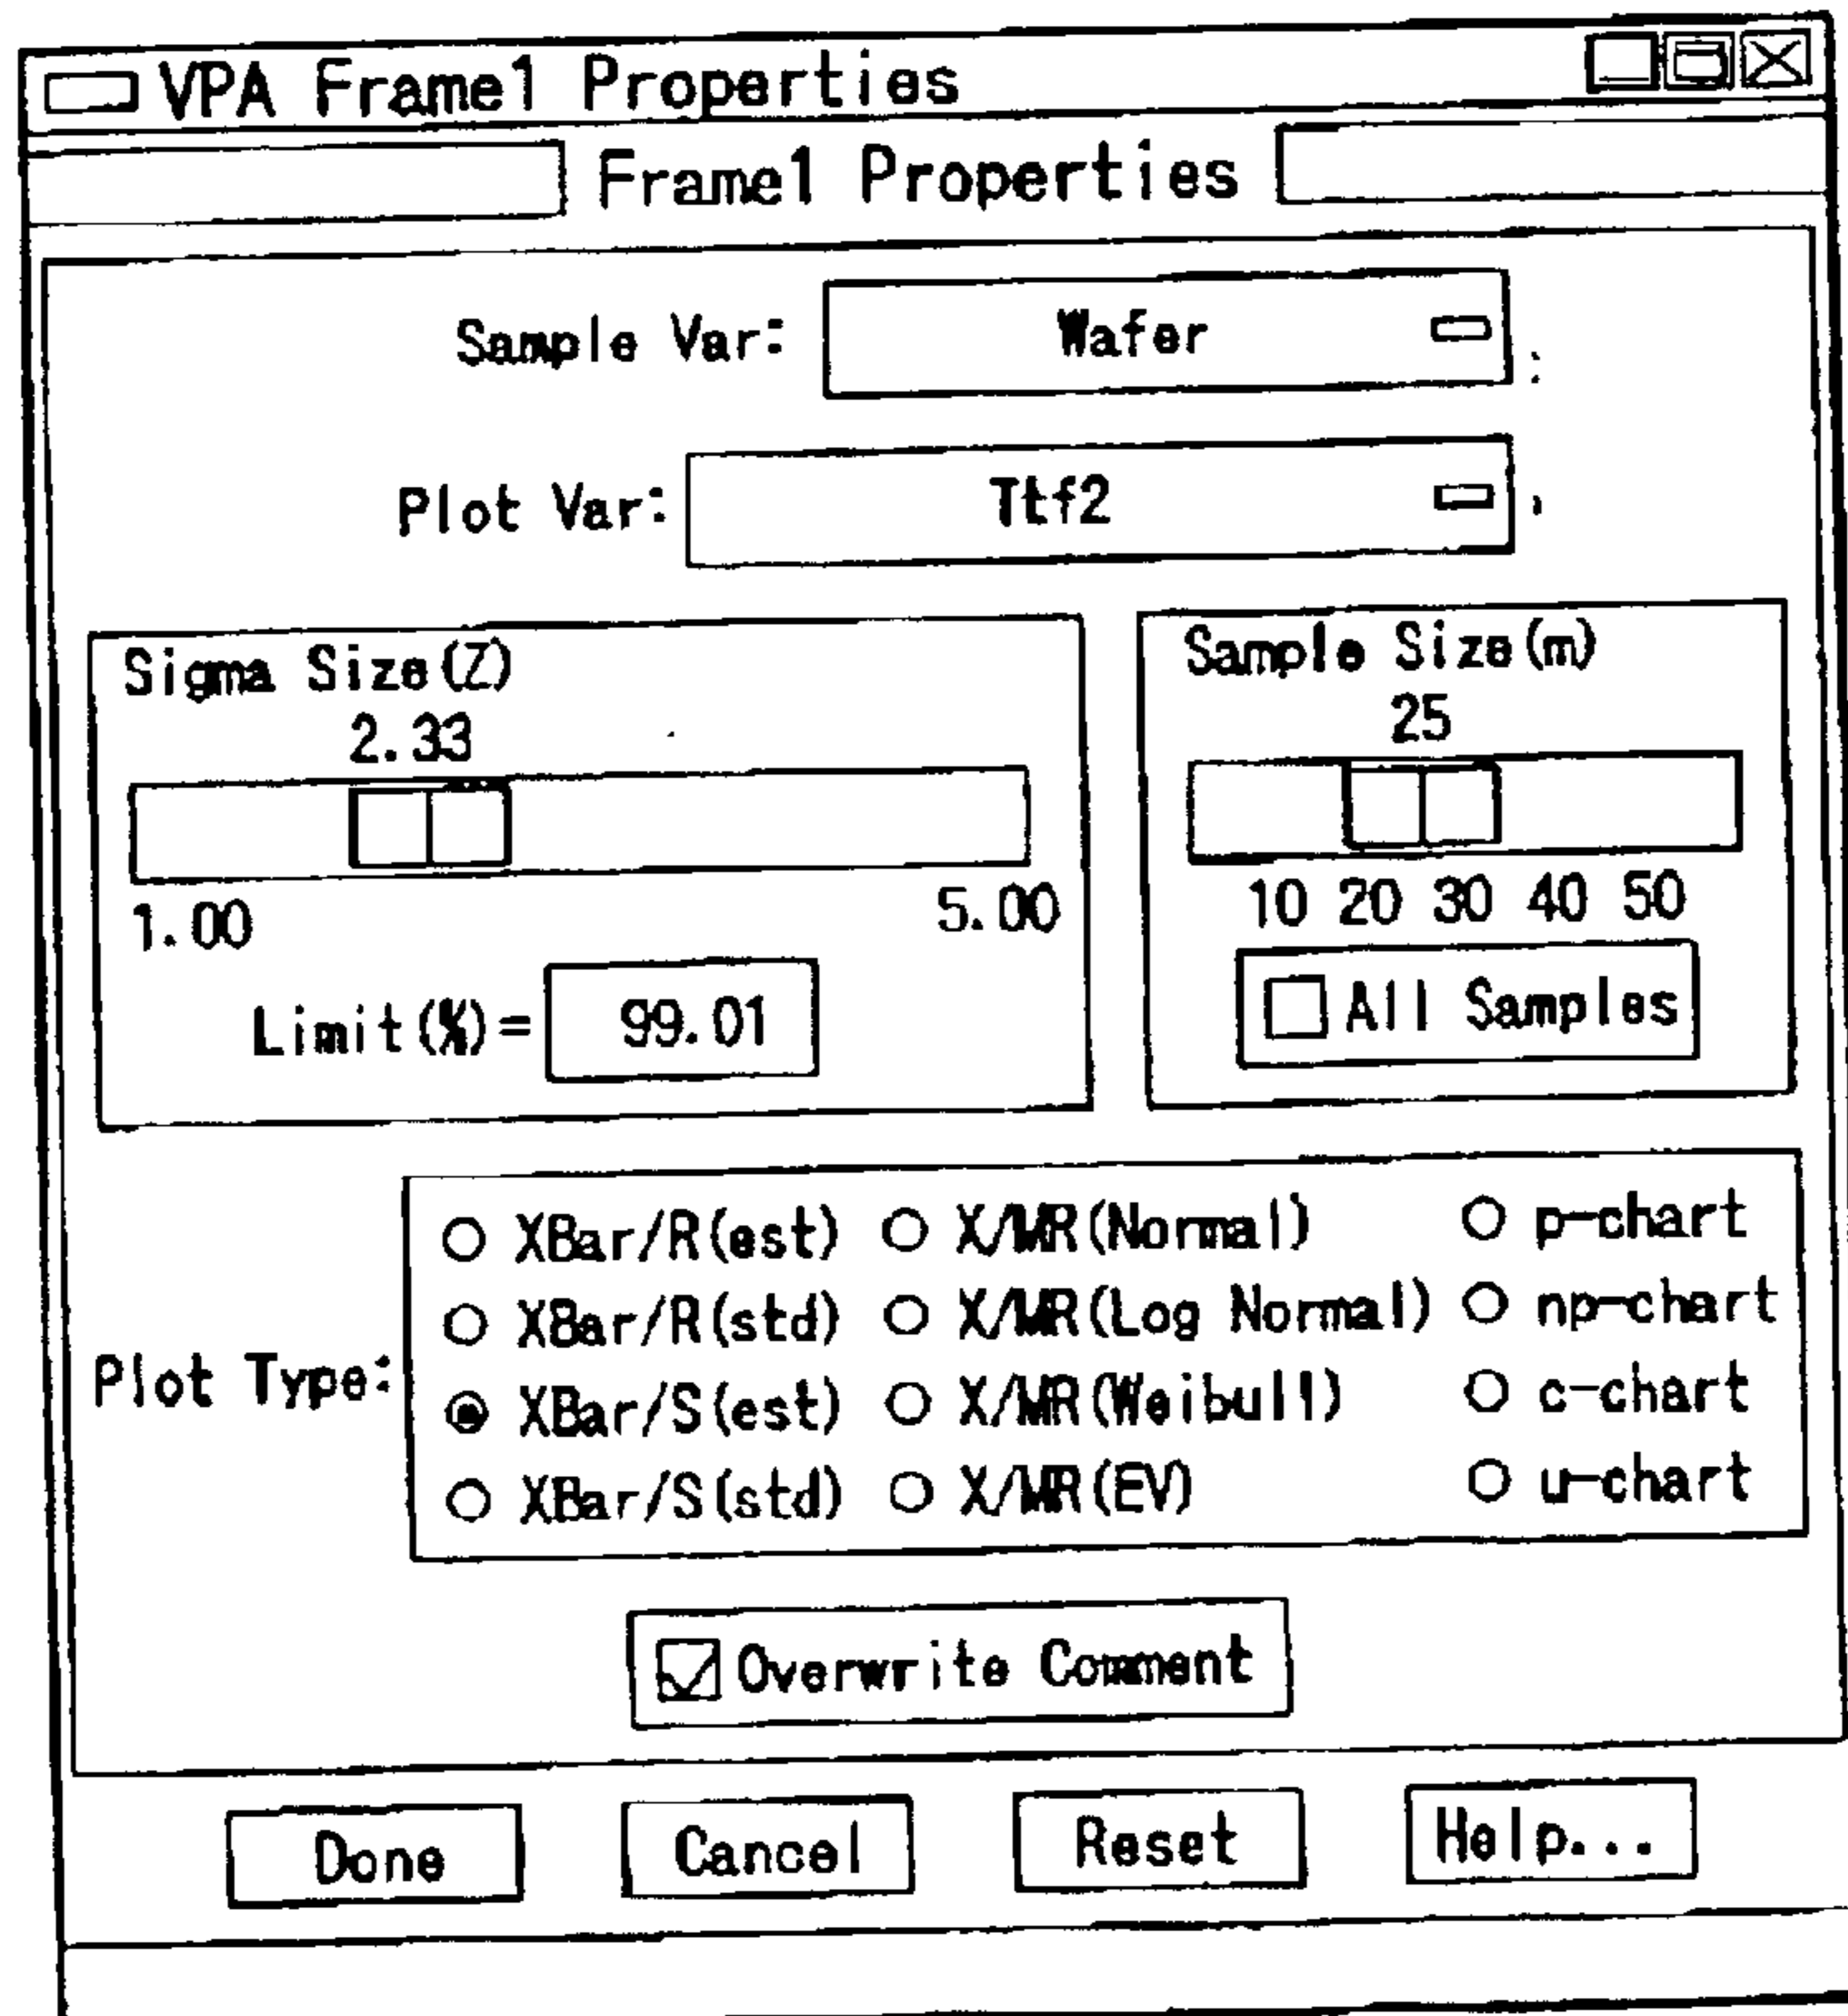 VPA Frame1 Properties
Frame1 Properties
Sample Var: Wafer
Plot Var: Ttf2
Sigma Size(Z)
2.33
1.00 5.00
Limit(%)= 99.01
Sample Size(m)
25
10 20 30 40 50
All Samples
Plot Type:
XBar/R(est) X/MR(Normal) p-chart
XBar/R(std) X/MR(Log Normal) np-chart
XBar/S(est) X/MR(Weibull) c-chart
XBar/S(std) X/MR(EV) u-chart
Overwrite Comment
Done Cancel Reset Help...